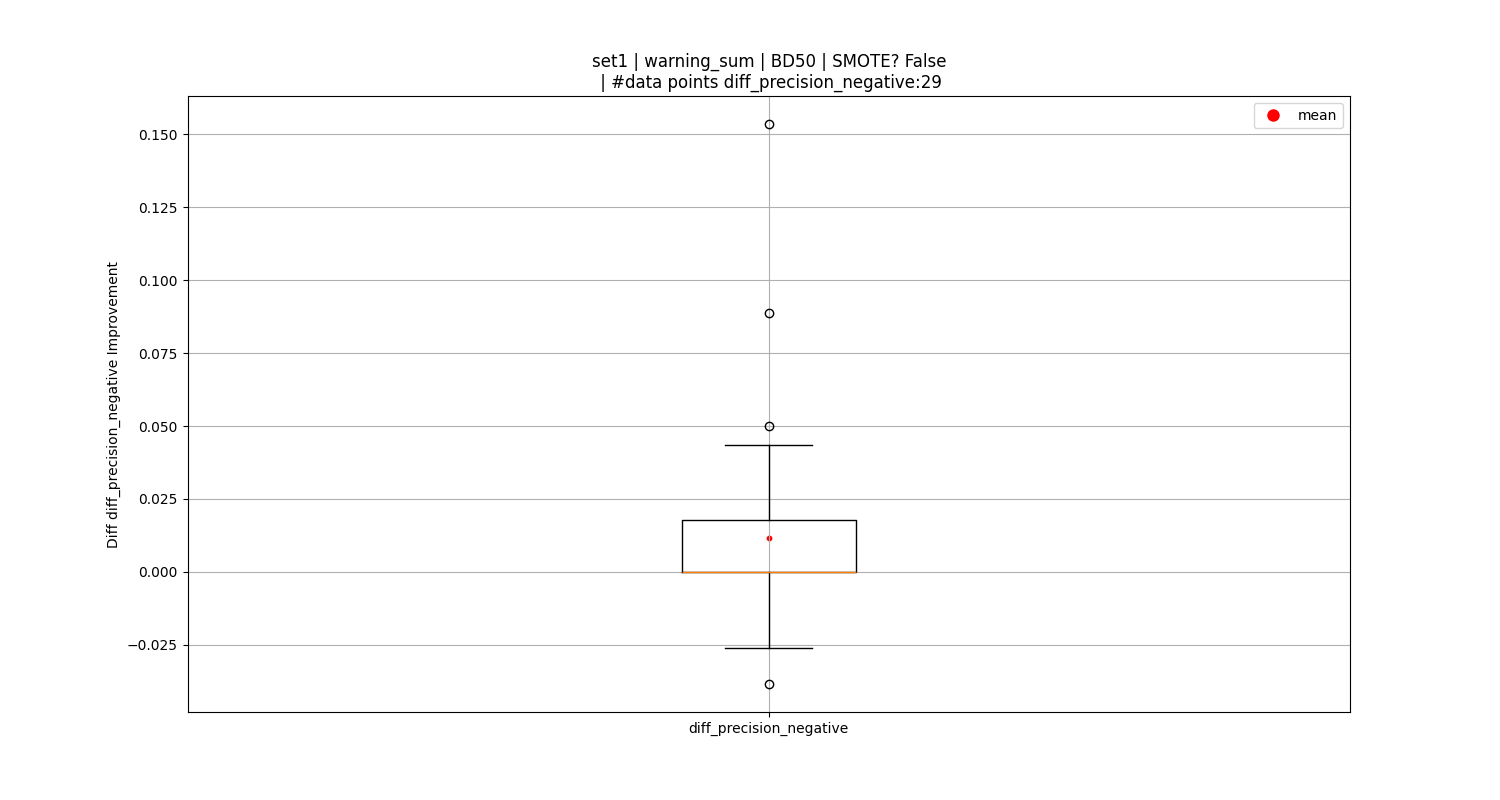 set1 | warning_sum | BD50 | SMOTE? False
| #data points diff_precision_negative:29
mean
0.150
0.125
0.100
0.075
0.050
0.025
0.000
−0.025
Diff diff_precision_negative Improvement
diff_precision_negative